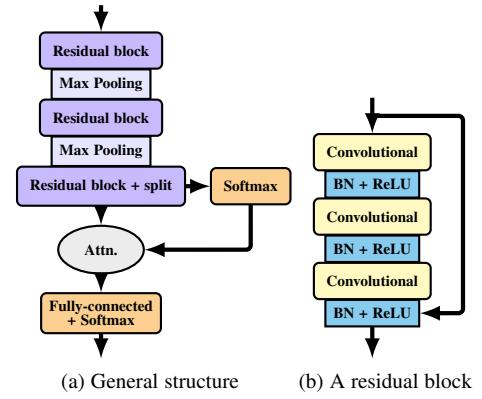 Residual block
Max Pooling
Residual block
Max Pooling
Residual block + split
Softmax
Attn.
Fully-connected
+ Softmax
(a) General structure
Convolutional
BN + ReLU
Convolutional
BN + ReLU
Convolutional
BN + ReLU
(b) A residual block